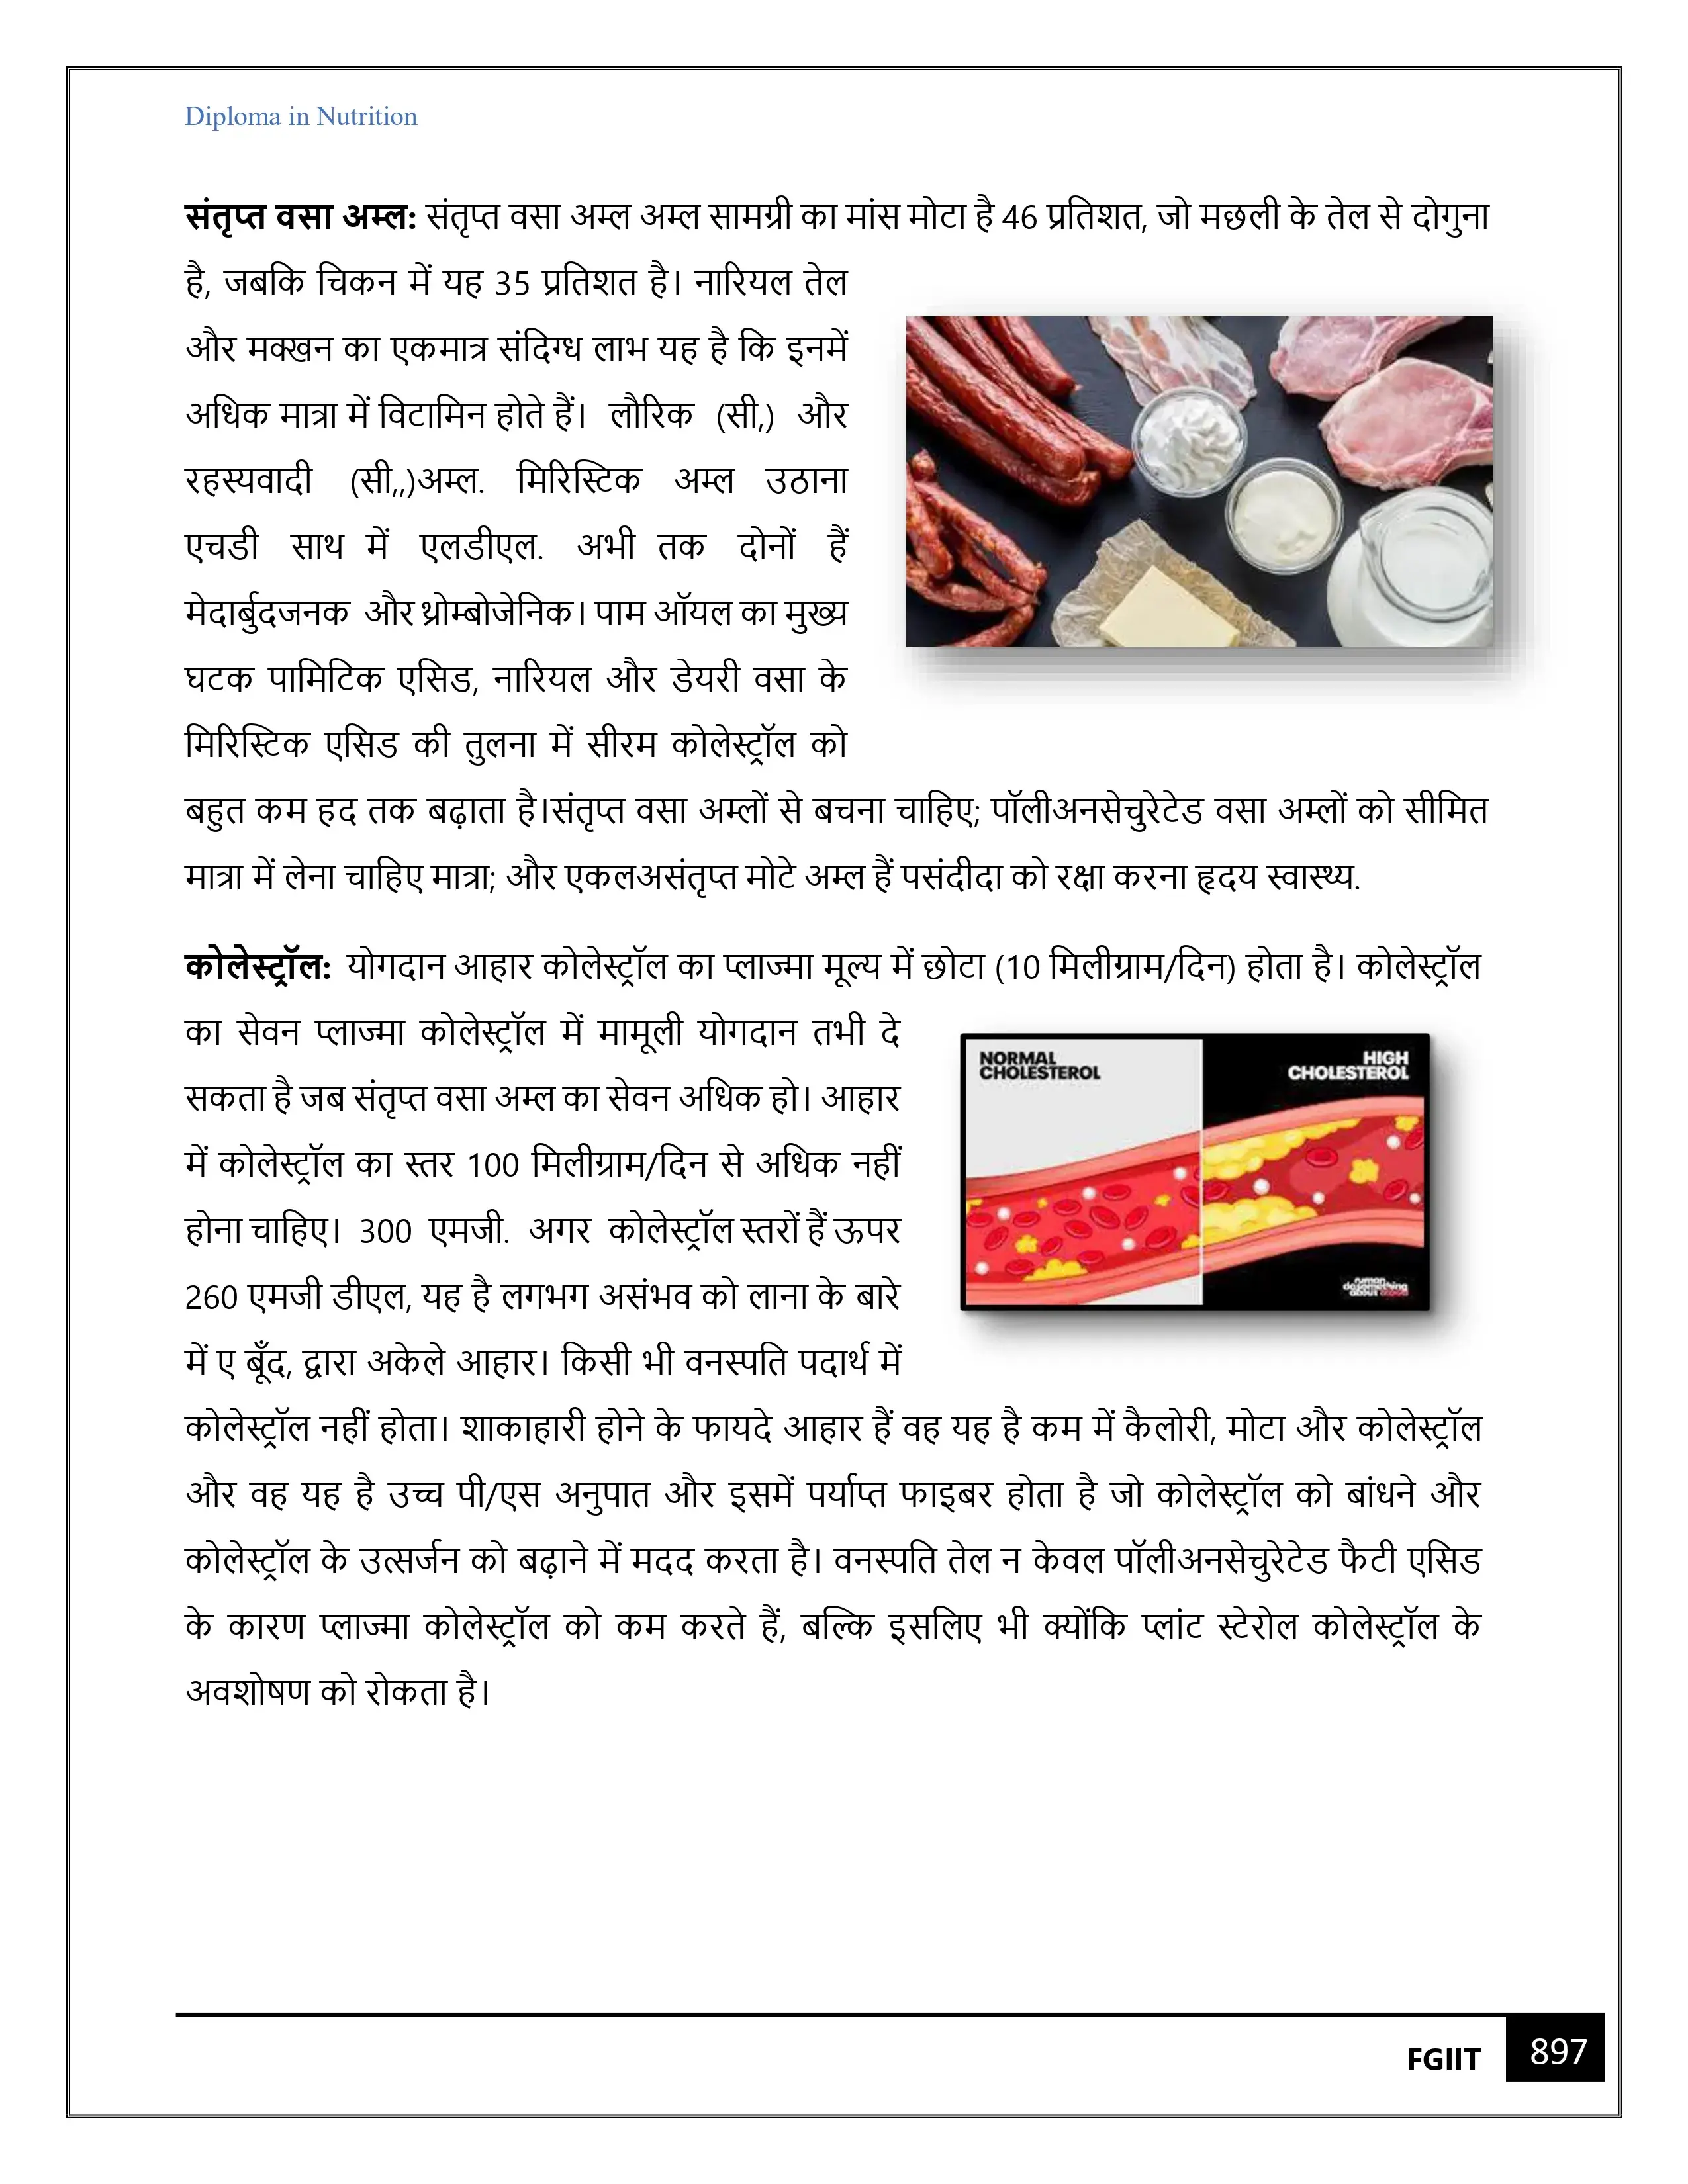 Diploma in Nutrition
संतृप्त वसा अम्ल: संतृप्त वसा अम्ल अम्ल सामग्री का मांस मोटा है 46 प्रतिशत, जो मछली के तेल से दोगुना
है, जबकि चिकन में यह 35 प्रतिशत है। नारियल तेल
और मक्खन का एकमात्र संदिग्ध लाभ यह है कि इनमें
अधिक मात्रा में विटामिन होते हैं। लौरिक (सी,) और
रहस्यवादी (सी,,)अम्ल. मिरिस्टिक अम्ल उठाना
एचडी साथ में एलडीएल. अभी तक दोनों हैं
मेदार्बुदजनक और थ्रोम्बोजेनिक। पाम ऑयल का मुख्य
घटक पामिटिक एसिड, नारियल और डेयरी वसा के
मिरिस्टिक एसिड की तुलना में सीरम कोलेस्ट्रॉल को
बहुत कम हद तक बढ़ाता है।संतृप्त वसा अम्लों से बचना चाहिए; पॉलीअनसेचुरेटेड वसा अम्लों को सीमित
मात्रा में लेना चाहिए मात्रा; और एकलअसंतृप्त मोटे अम्ल हैं पसंदीदा को रक्षा करना हृदय स्वास्थ्य.
कोलेस्ट्रॉल: योगदान आहार कोलेस्ट्रॉल का प्लाज्मा मूल्य में छोटा (10 मिलीग्राम/दिन) होता है। कोलेस्ट्रॉल
का सेवन प्लाज्मा कोलेस्ट्रॉल में मामूली योगदान तभी दे
सकता है जब संतृप्त वसा अम्ल का सेवन अधिक हो। आहार
में कोलेस्ट्रॉल का स्तर 100 मिलीग्राम/दिन से अधिक नहीं
होना चाहिए। 300 एमजी. अगर कोलेस्ट्रॉल स्तरों हैं ऊपर
260 एमजी डीएल, यह है लगभग असंभव को लाना के बारे
में ए बूँद, द्वारा अकेले आहार। किसी भी वनस्पति पदार्थ में
कोलेस्ट्रॉल नहीं होता। शाकाहारी होने के फायदे आहार हैं वह यह है कम में कैलोरी, मोटा और कोलेस्ट्रॉल
और वह यह है उच्च पी/एस अनुपात और इसमें पर्याप्त फाइबर होता है जो कोलेस्ट्रॉल को बांधने और
कोलेस्ट्रॉल के उत्सर्जन को बढ़ाने में मदद करता है। वनस्पति तेल न केवल पॉलीअनसेचुरेटेड फैटी एसिड
के कारण प्लाज्मा कोलेस्ट्रॉल को कम करते हैं, बल्कि इसलिए भी क्योंकि प्लांट स्टेरोल कोलेस्ट्रॉल के
अवशोषण को रोकता है।
NORMAL
CHOLESTEROL
HIGH
CHOLESTEROL
FGIIT
897